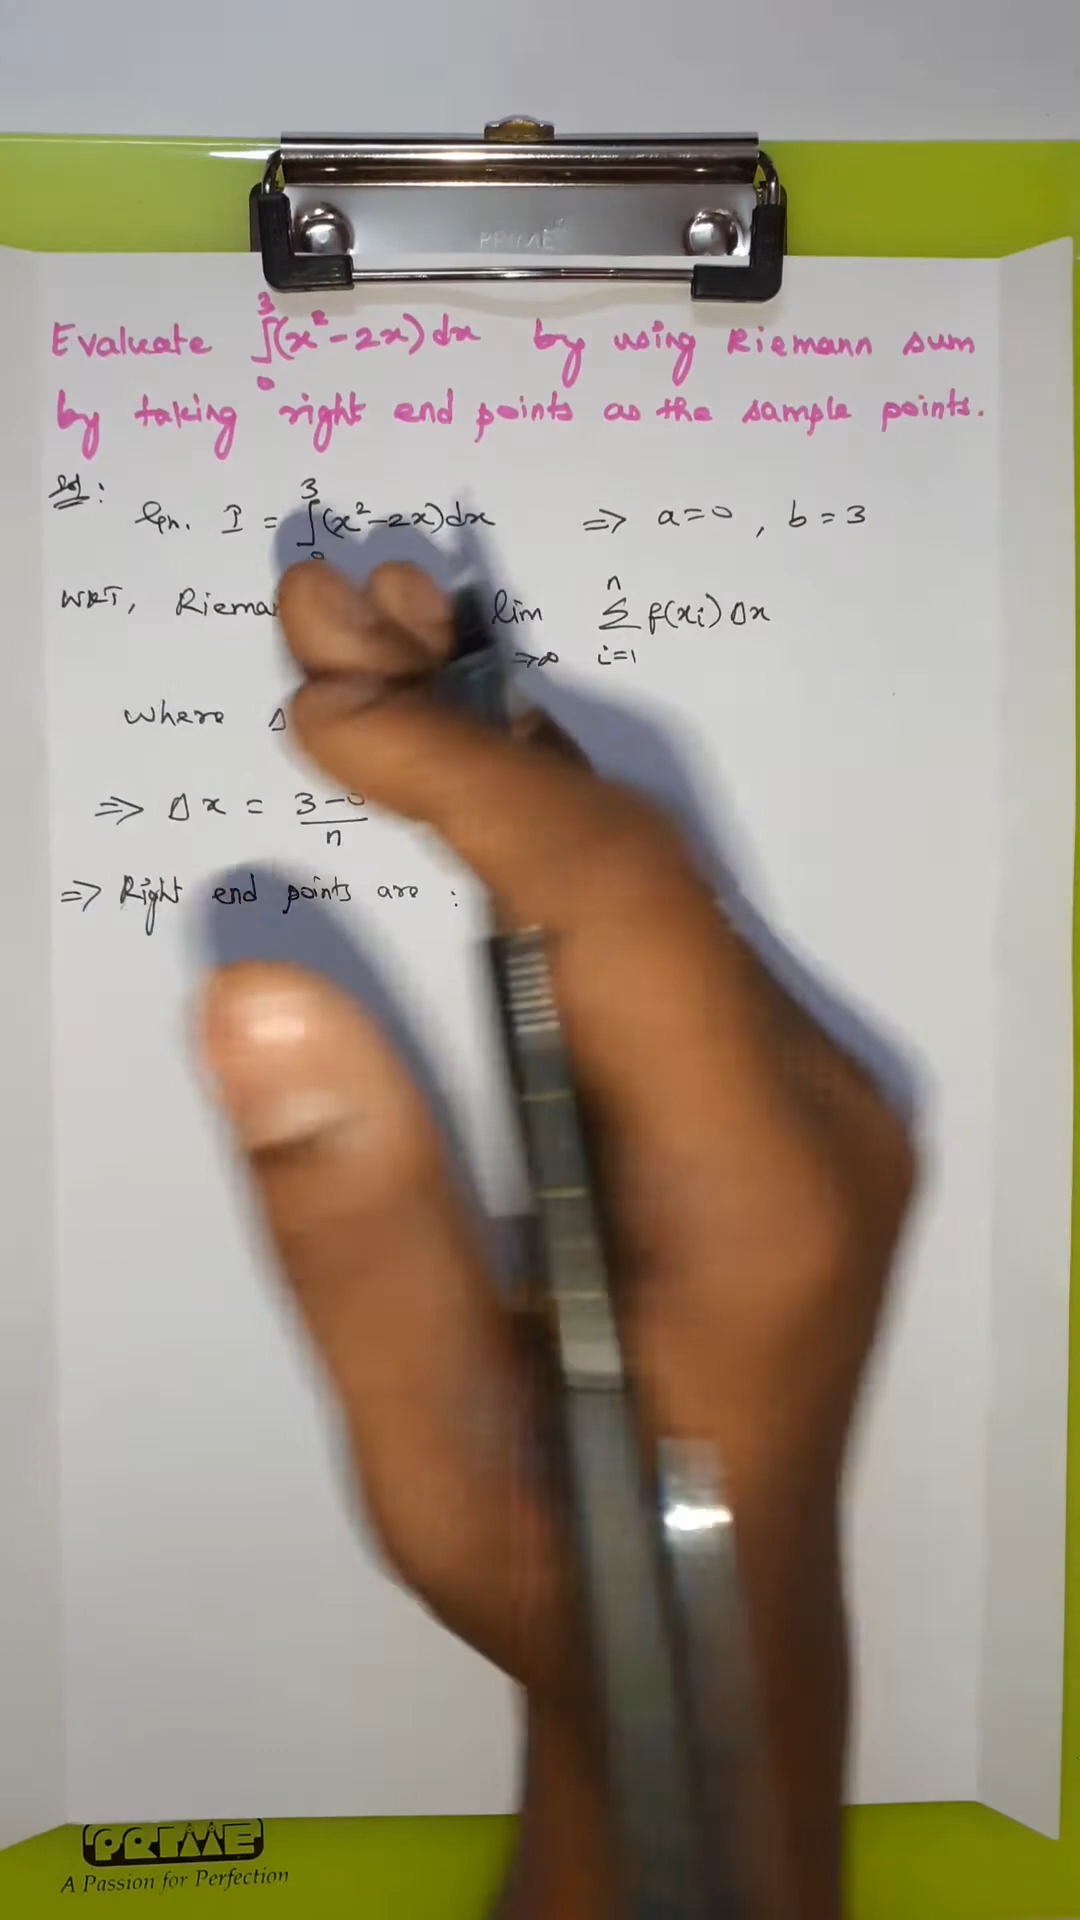 PRIME
Evaluate ∫₀³(x²-2x)dx by using Riemann sum
by taking right end points as the sample points.
Sol:
Gn. I = ∫₀³(x²-2x)dx ⇒ a=0, b=3
WKT, lim →∞ Σ i=1 n f(xi) Δx
where Δ
⇒ Δx = 3-0/n
⇒ Right end points are :
PRIME
A Passion for Perfection